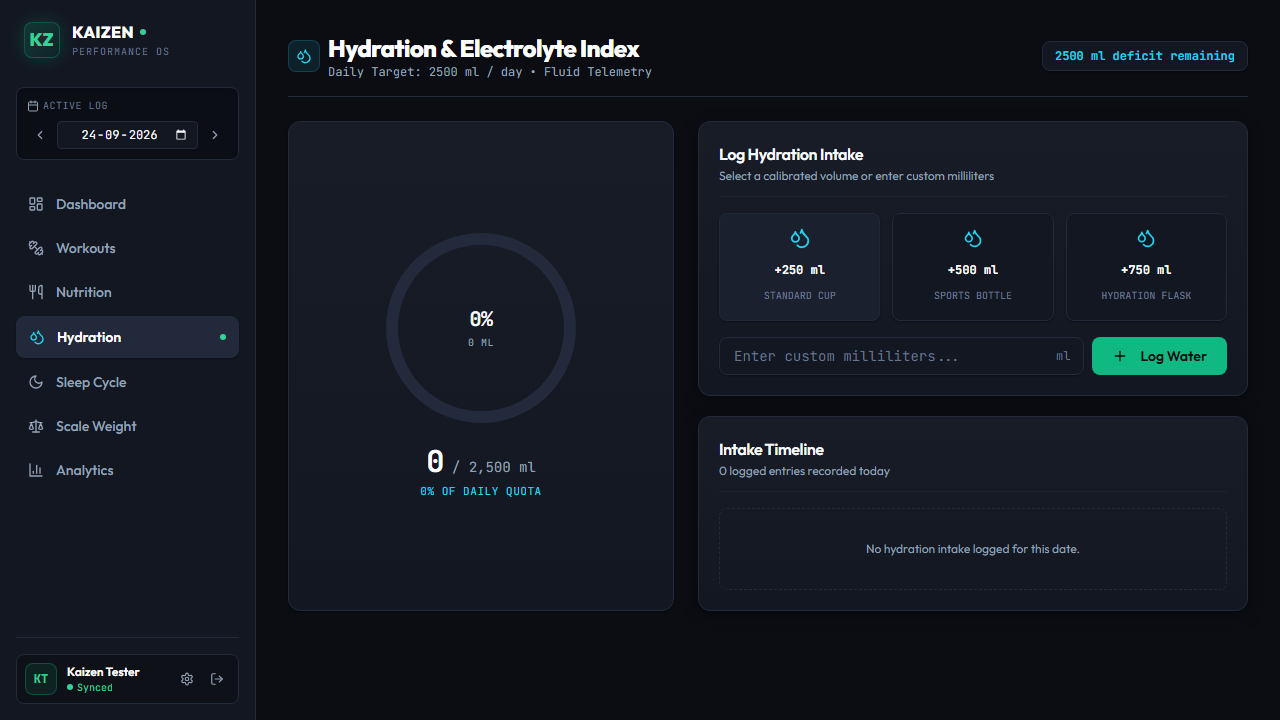 KZ
KAIZEN
PERFORMANCE OS
ACTIVE LOG
24-09-2026
Dashboard
Workouts
Nutrition
Hydration
Sleep Cycle
Scale Weight
Analytics
KT
Kaizen Tester
Synced
Hydration & Electrolyte Index
Daily Target: 2500 ml / day • Fluid Telemetry
2500 ml deficit remaining
0%
0 ML
0 / 2,500 ml
0% OF DAILY QUOTA
Log Hydration Intake
Select a calibrated volume or enter custom milliliters
+250 ml
STANDARD CUP
+500 ml
SPORTS BOTTLE
+750 ml
HYDRATION FLASK
Enter custom milliliters... ml
Log Water
Intake Timeline
0 logged entries recorded today
No hydration intake logged for this date.